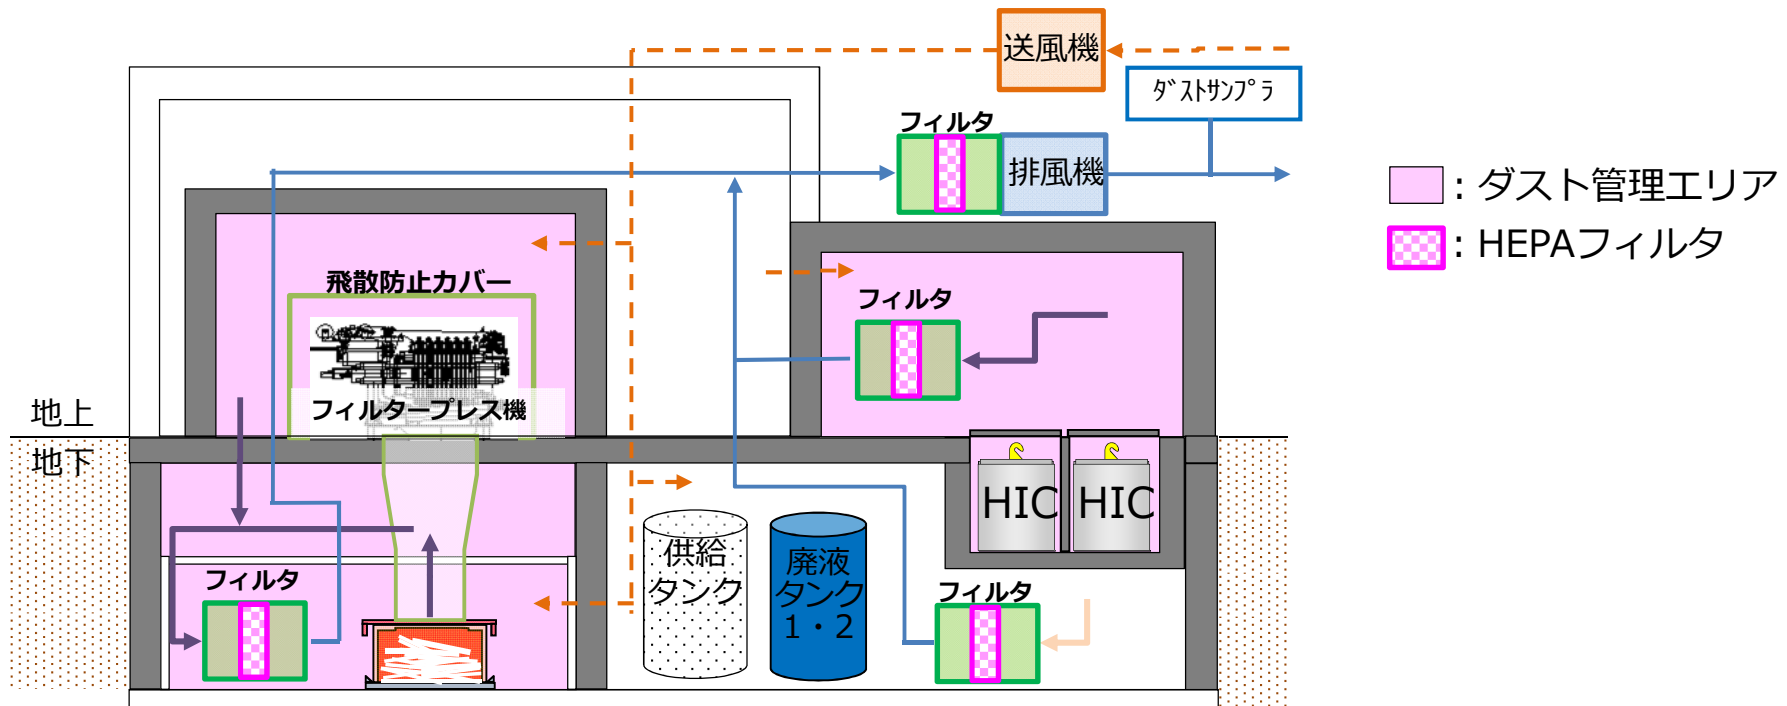 送風機
ﾀﾞｽﾄｻﾝﾌﾟﾗ
フィルタ
排風機
: ダスト管理エリア
: HEPAフィルタ
飛散防止カバー
フィルタ
フィルタープレス機
地上
地下
HIC
HIC
供給
タンク
廃液
タンク
1・2
フィルタ
フィルタ